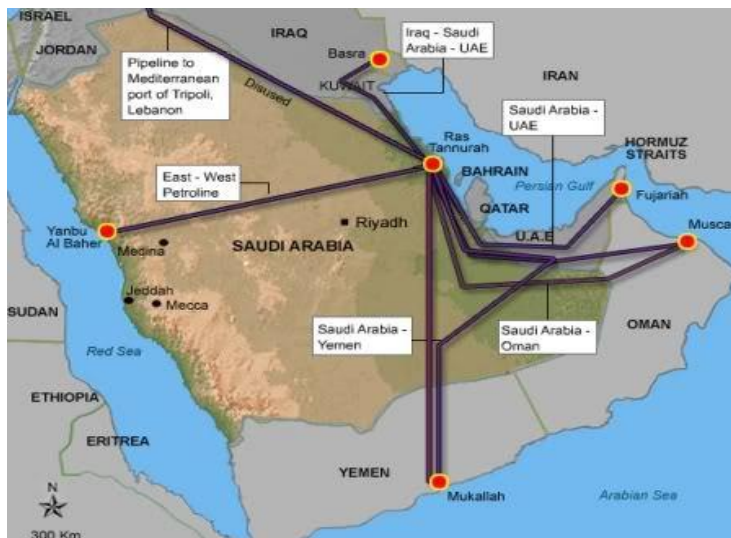 ISRAEL
JORDAN
IRAQ
Basra
KUWAIT
Iraq - Saudi
Arabia - UAE
IRAN
Pipeline to
Mediterranean
port of Tripoli,
Lebanon
Disused
Saudi Arabia -
UAE
HORMUZ
STRAITS
Ras
Tannurah
BAHRAIN
Persian Gulf
Fujariah
East - West
Petroline
QATAR
U.A.E
Musca
Yanbu
Al Baher
Medina
Riyadh
SAUDI ARABIA
Jeddah
Mecca
SUDAN
Saudi Arabia -
Yemen
Saudi Arabia -
Oman
OMAN
Red Sea
ETHIOPIA
ERITREA
YEMEN
Mukallah
Arabian Sea
N
300 Km